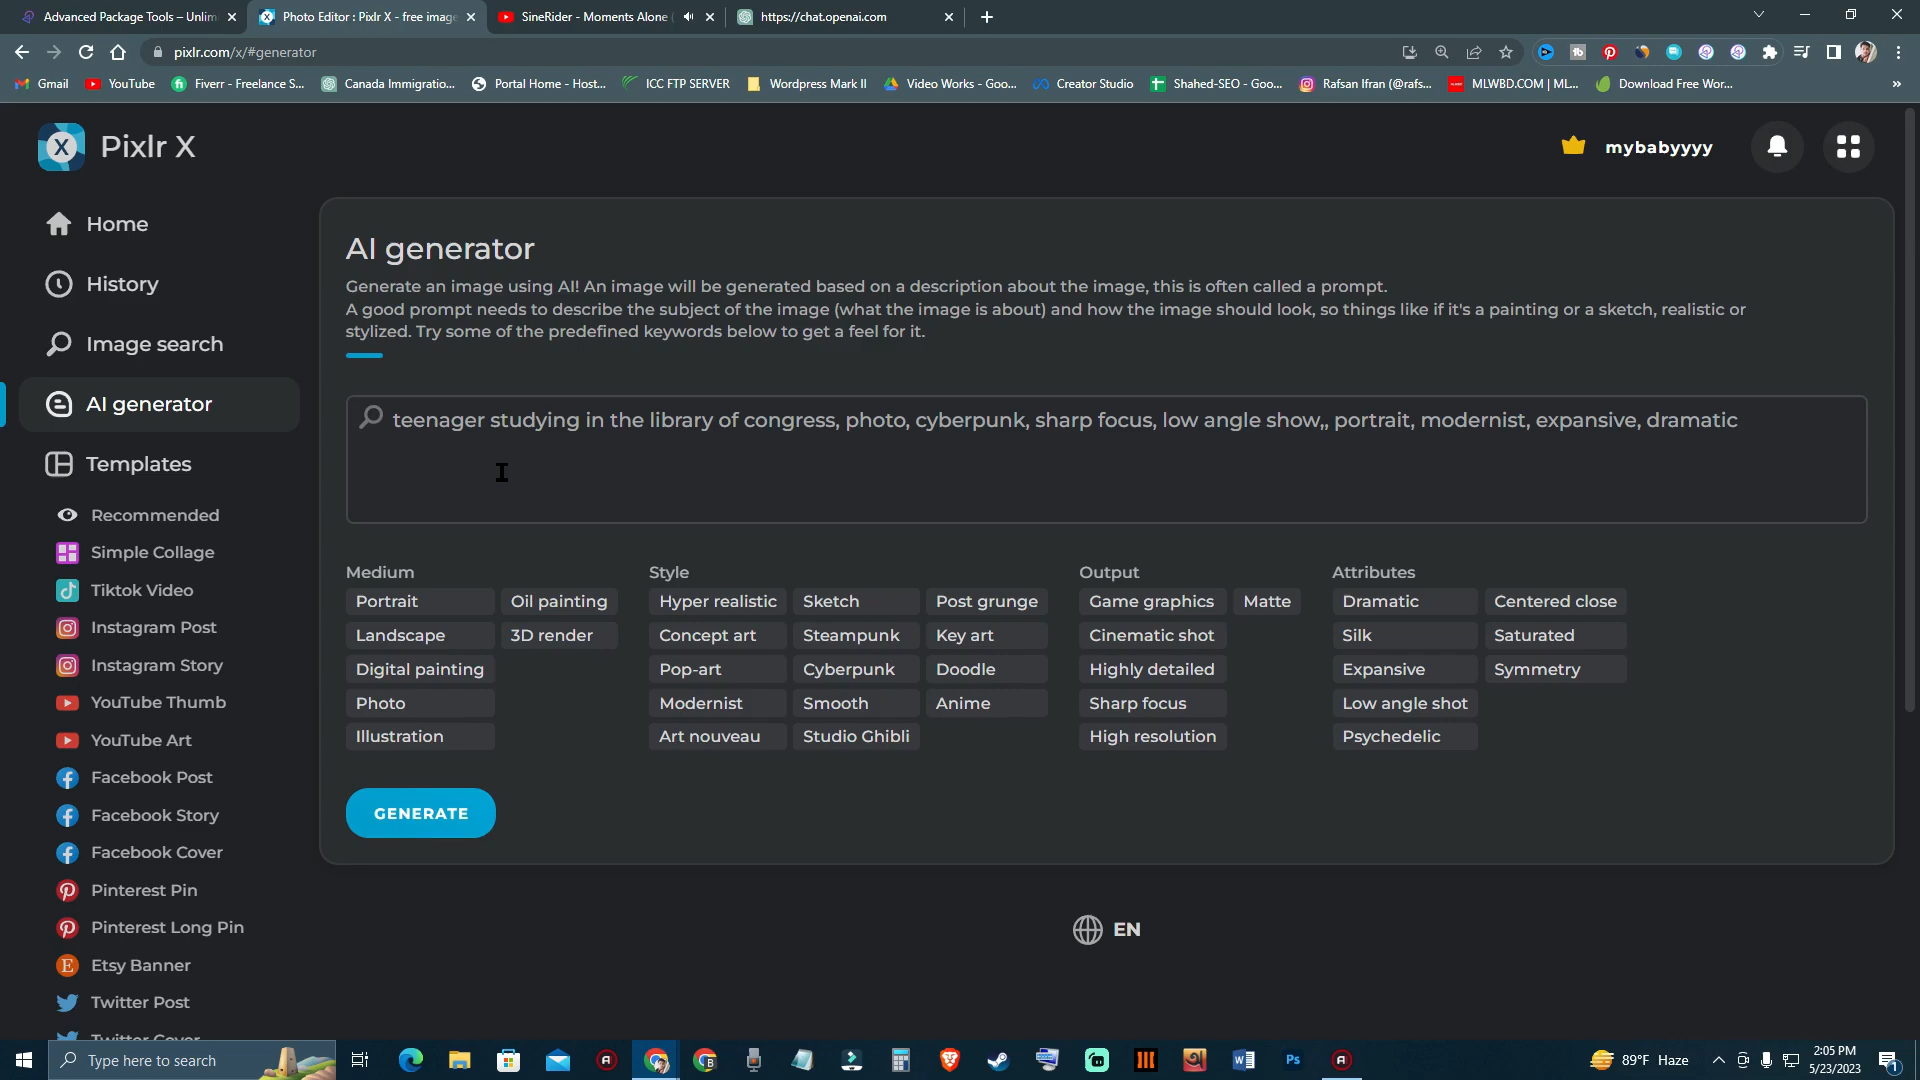 Advanced Package Tools – Unlim
Photo Editor : Pixlr X - free image
SineRider - Moments Alone
https://chat.openai.com
pixlr.com/x/#generator
Gmail
YouTube
Fiverr - Freelance S...
Canada Immigratio...
Portal Home - Host...
ICC FTP SERVER
Wordpress Mark II
Video Works - Goo...
Creator Studio
Shahed-SEO - Goo...
Rafsan Ifran (@rafs...
MLWBD.COM | ML...
Download Free Wor...
»
X
Pixlr X
mybabyyyy
Home
History
Image search
AI generator
Templates
Recommended
Simple Collage
Tiktok Video
Instagram Post
Instagram Story
YouTube Thumb
YouTube Art
Facebook Post
Facebook Story
Facebook Cover
Pinterest Pin
Pinterest Long Pin
Etsy Banner
Twitter Post
Twitter Cover
AI generator
Generate an image using AI! An image will be generated based on a description about the image, this is often called a prompt.
A good prompt needs to describe the subject of the image (what the image is about) and how the image should look, so things like if it's a painting or a sketch, realistic or
stylized. Try some of the predefined keywords below to get a feel for it.
teenager studying in the library of congress, photo, cyberpunk, sharp focus, low angle show,, portrait, modernist, expansive, dramatic
Medium
Portrait
Oil painting
Landscape
3D render
Digital painting
Photo
Illustration
Style
Hyper realistic
Sketch
Post grunge
Concept art
Steampunk
Key art
Pop-art
Cyberpunk
Doodle
Modernist
Smooth
Anime
Art nouveau
Studio Ghibli
Output
Game graphics
Matte
Cinematic shot
Highly detailed
Sharp focus
High resolution
Attributes
Dramatic
Centered close
Silk
Saturated
Expansive
Symmetry
Low angle shot
Psychedelic
GENERATE
EN
Type here to search
Ps
89°F Haze
2:05 PM
5/23/2023
1